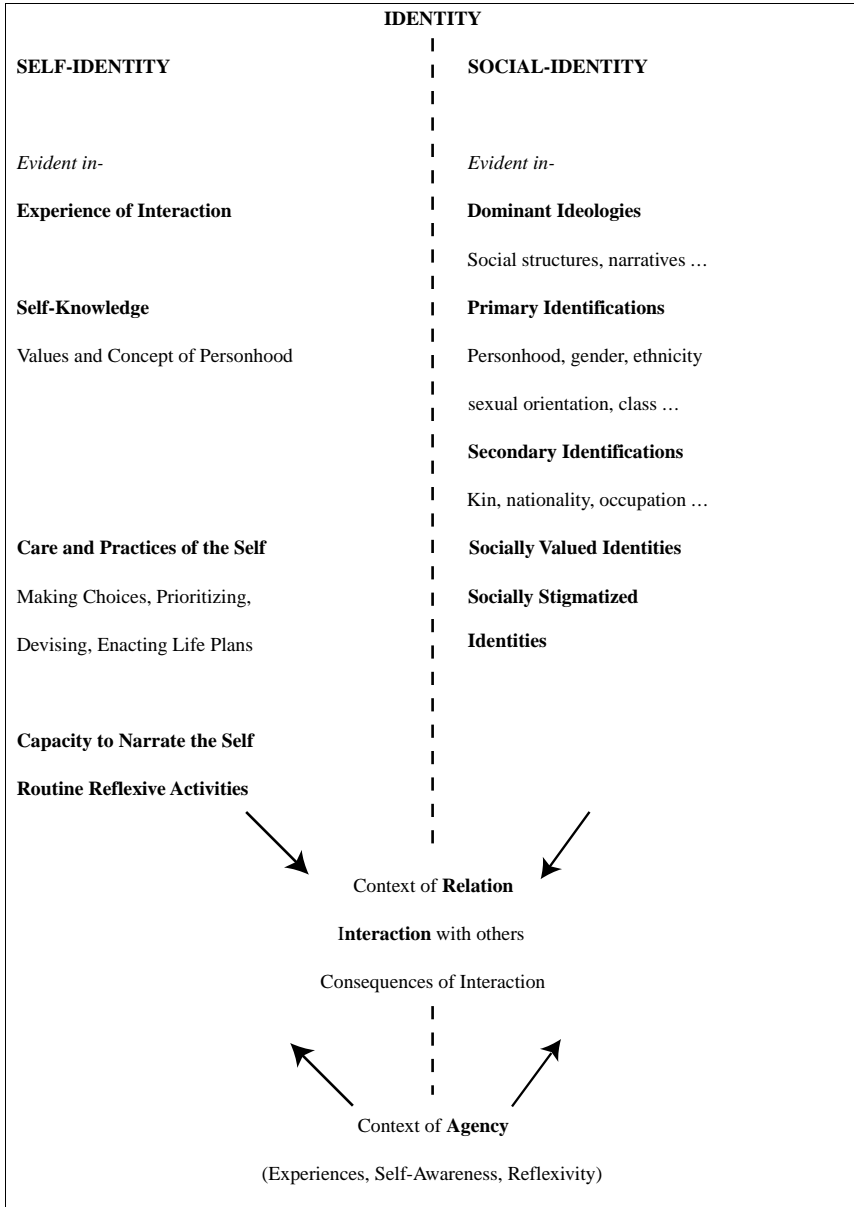 IDENTITY
SELF-IDENTITY
Evident in-
Experience of Interaction
Self-Knowledge
Values and Concept of Personhood
Care and Practices of the Self
Making Choices, Prioritizing,
Devising, Enacting Life Plans
Capacity to Narrate the Self
Routine Reflexive Activities
SOCIAL-IDENTITY
Evident in-
Dominant Ideologies
Social structures, narratives …
Primary Identifications
Personhood, gender, ethnicity
sexual orientation, class …
Secondary Identifications
Kin, nationality, occupation …
Socially Valued Identities
Socially Stigmatized
Identities
Context of Relation
Interaction with others
Consequences of Interaction
Context of Agency
(Experiences, Self-Awareness, Reflexivity)